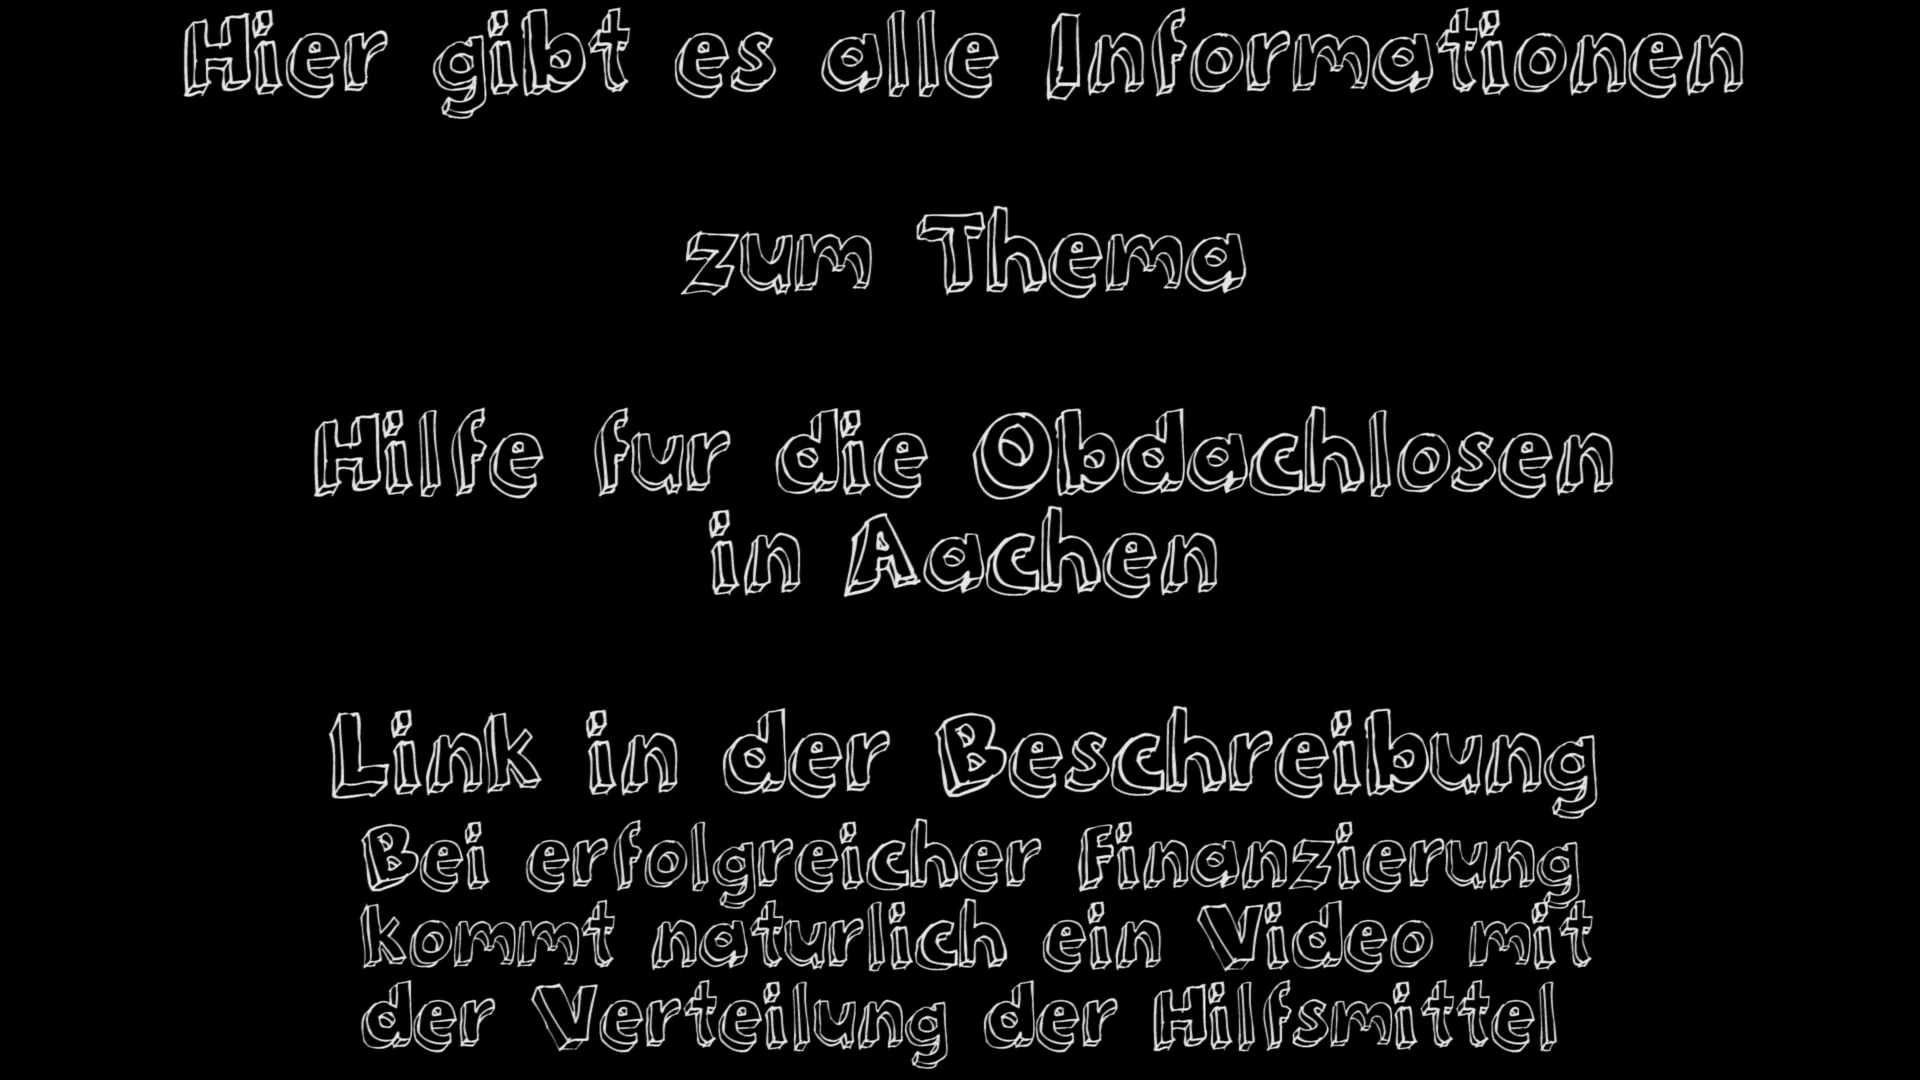 Hier gibt es alle Informationen
zum Thema
Hilfe fur die Obdachlosen
in Aachen
Link in der Beschreibung
Bei erfolgreicher Finanzierung
kommt naturlich ein Video mit
der Verteilung der Hilfsmittel